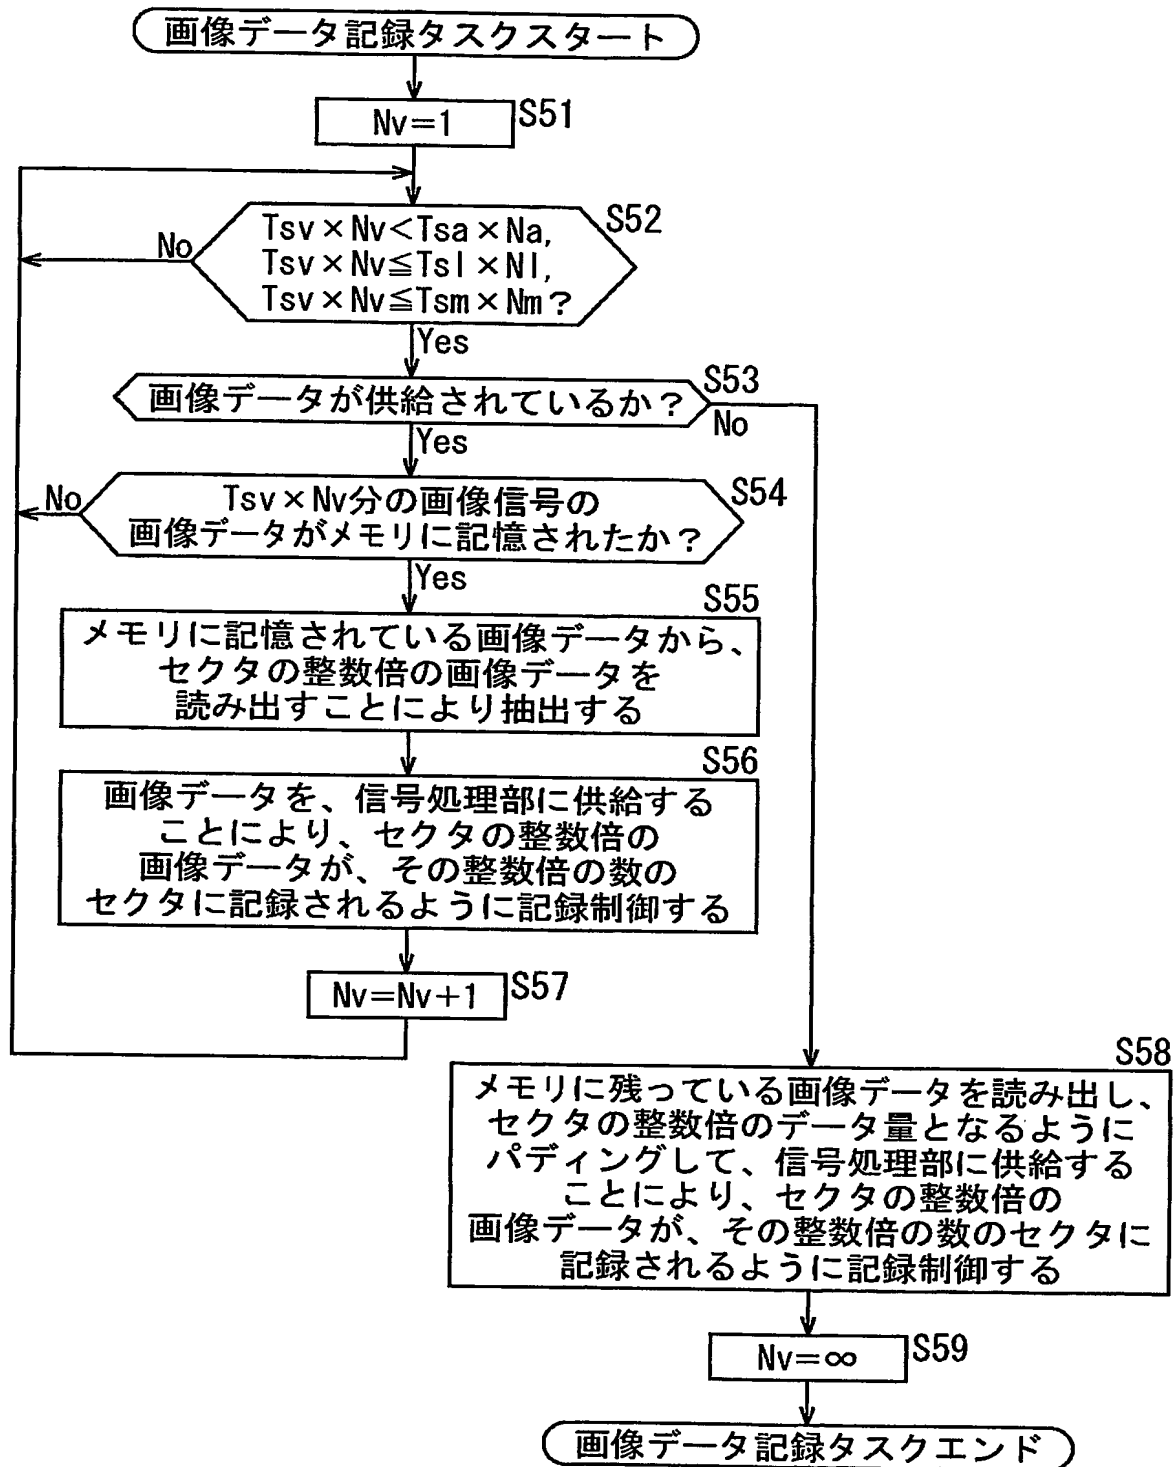 画像データ記録タスクスタート
Nv=1
S51
Tsv×Nv<Tsa×Na,
Tsv×Nv≦Tsl×Nl,
Tsv×Nv≦Tsm×Nm?
S52
No
Yes
画像データが供給されているか?
S53
No
Yes
Tsv×Nv分の画像信号の
画像データがメモリに記憶されたか?
S54
No
Yes
S55
メモリに記憶されている画像データから、
セクタの整数倍の画像データを
読み出すことにより抽出する
S56
画像データを、信号処理部に供給する
ことにより、セクタの整数倍の
画像データが、その整数倍の数の
セクタに記録されるように記録制御する
Nv=Nv+1
S57
S58
メモリに残っている画像データを読み出し、
セクタの整数倍のデータ量となるように
パディングして、信号処理部に供給する
ことにより、セクタの整数倍の
画像データが、その整数倍の数のセクタに
記録されるように記録制御する
Nv=∞
S59
画像データ記録タスクエンド